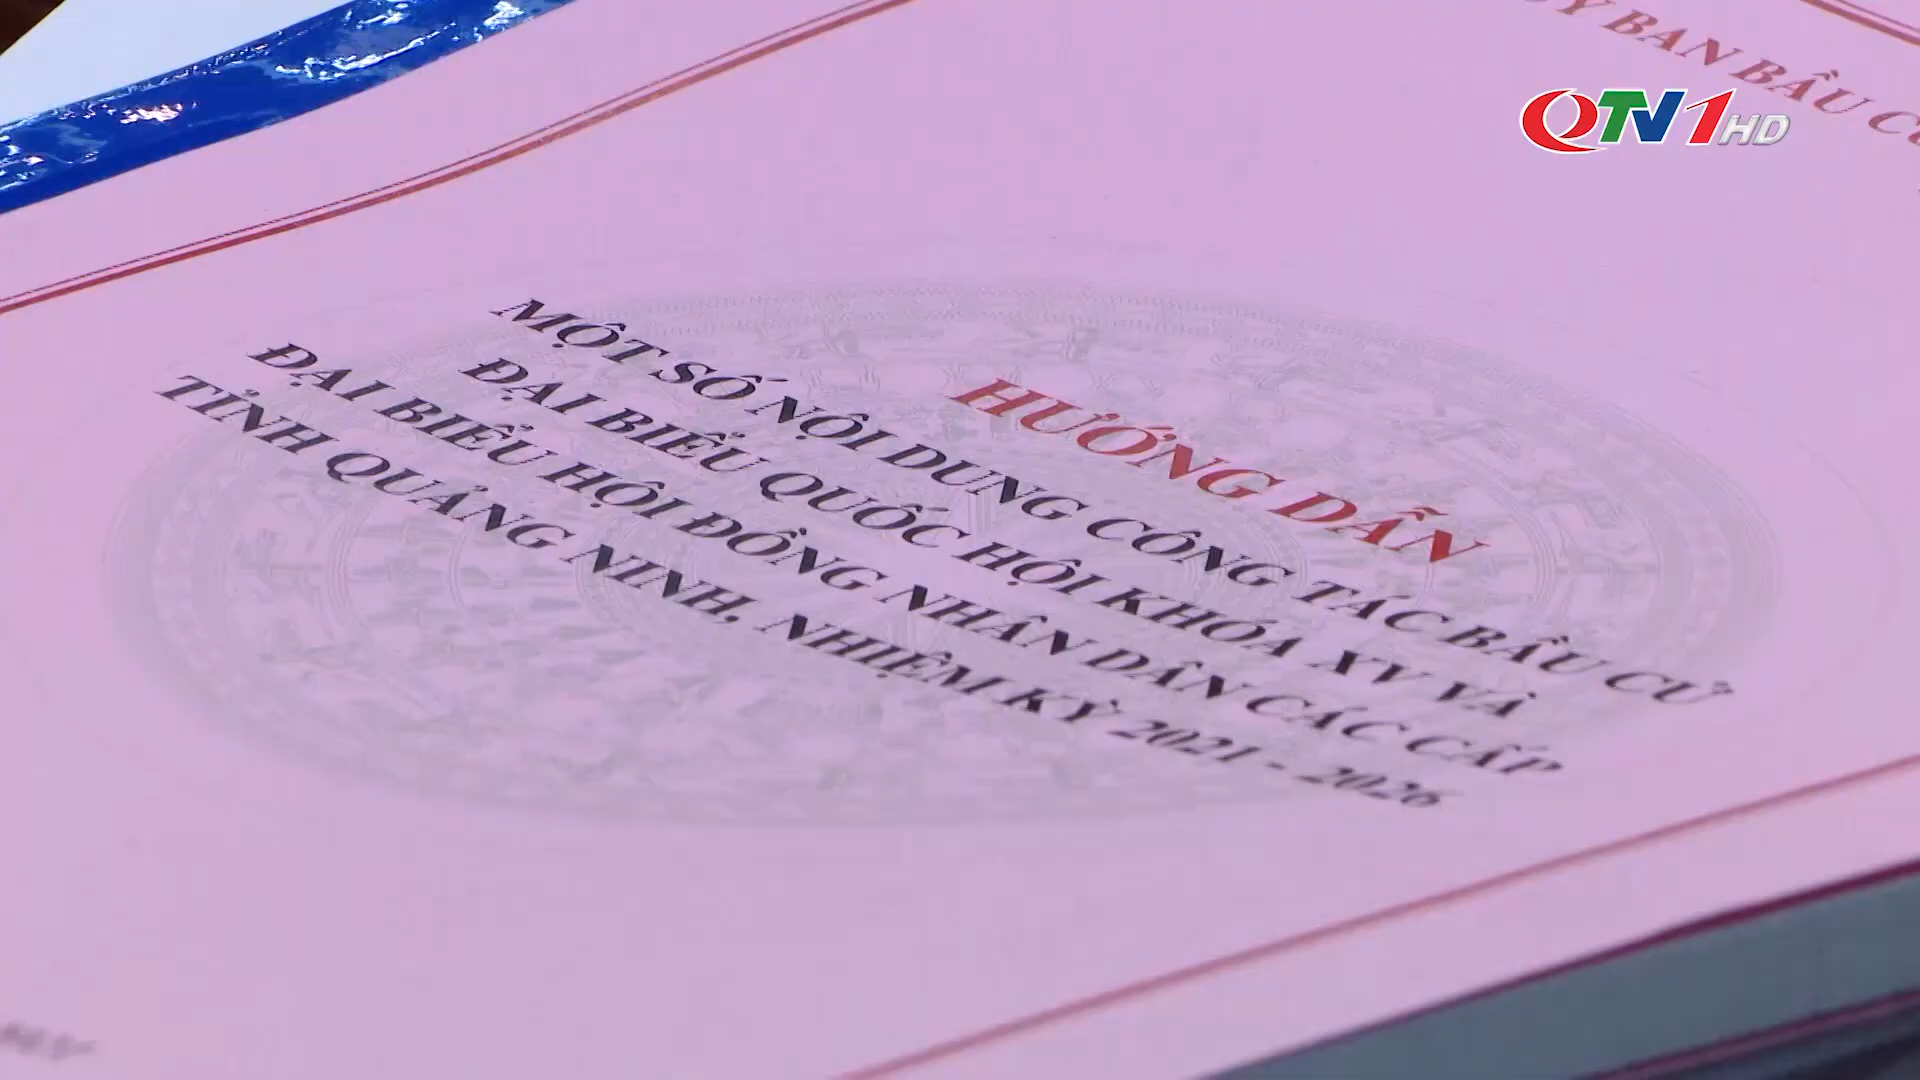 ỦY BAN BẦU CỬ
QTV1HD
HƯỚNG DẪN
MỘT SỐ NỘI DUNG CÔNG TÁC BẦU CỬ
ĐẠI BIỂU QUỐC HỘI KHÓA XV VÀ
ĐẠI BIỂU HỘI ĐỒNG NHÂN DÂN CÁC CẤP
TỈNH QUẢNG NINH, NHIỆM KỲ 2021 - 2026